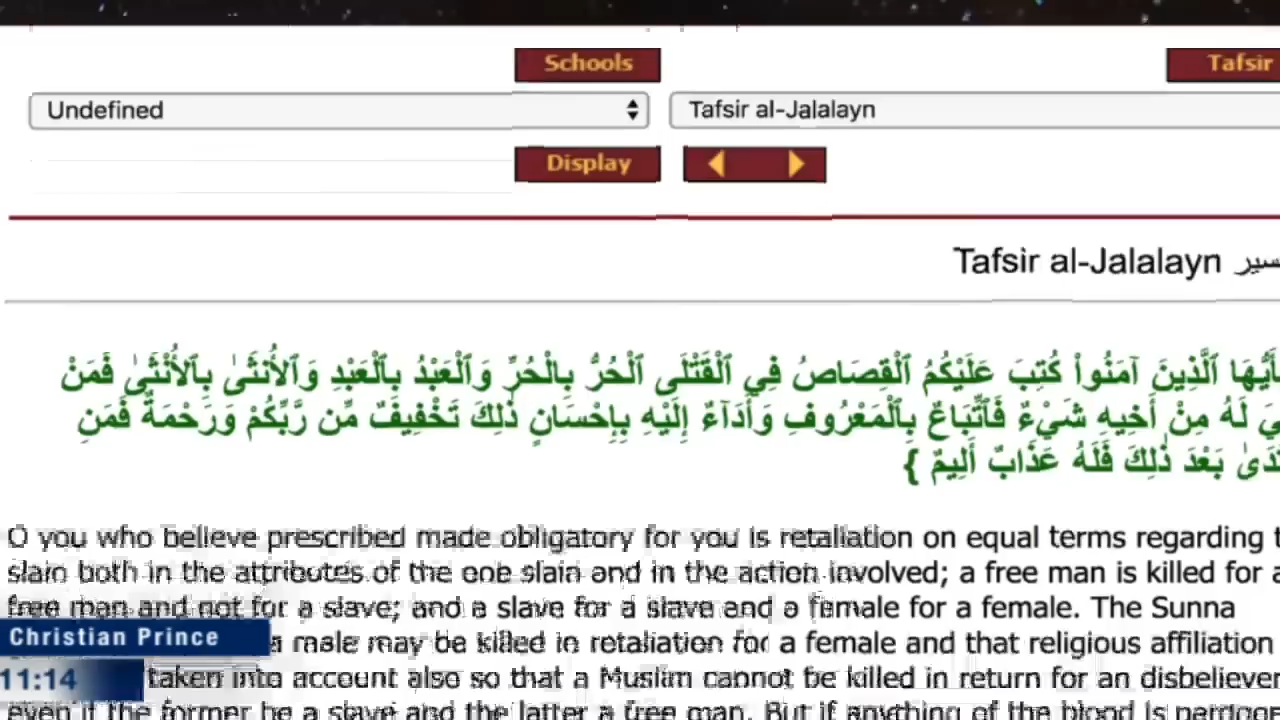 Schools
Tafsir
Undefined
Tafsir al-Jalalayn
Display
Tafsir al-Jalalayn
ٱلَّذِينَ آمَنُواْ كُتِبَ عَلَيْكُمُ ٱلْقِصَاصُ فِي ٱلْقَتْلَى ٱلْحُرُّ بِالْحُرِّ وَٱلْعَبْدُ بِٱلْعَبْدِ وَٱلأُنثَىٰ بِٱلأُنْثَىٰ فَمَنْ
لَهُ مِنْ أَخِيهِ شَيْءٌ فَٱتِّبَاعٌ بِٱلْمَعْرُوفِ وَأَدَآءٌ إِلَيْهِ بِإِحْسَانٍ ذٰلِكَ تَخْفِيفٌ مِّن رَّبِّكُمْ وَرَحْمَةٌ فَمَنِ
بَعْدَ ذٰلِكَ فَلَهُ عَذَابٌ أَلِيمٌ }
O you who believe prescribed made obligatory for you is retaliation on equal terms regarding
slain both in the attributes of the one slain and in the action involved; a free man is killed for a
free man and not for a slave; and a slave for a slave and a female for a female. The Sunna
a male may be killed in retaliation for a female and that religious affiliation
taken into account also so that a Muslim cannot be killed in return for an disbeliever
even if the former be a slave and the latter a free man. But if anything of the blood is
Christian Prince
11:14